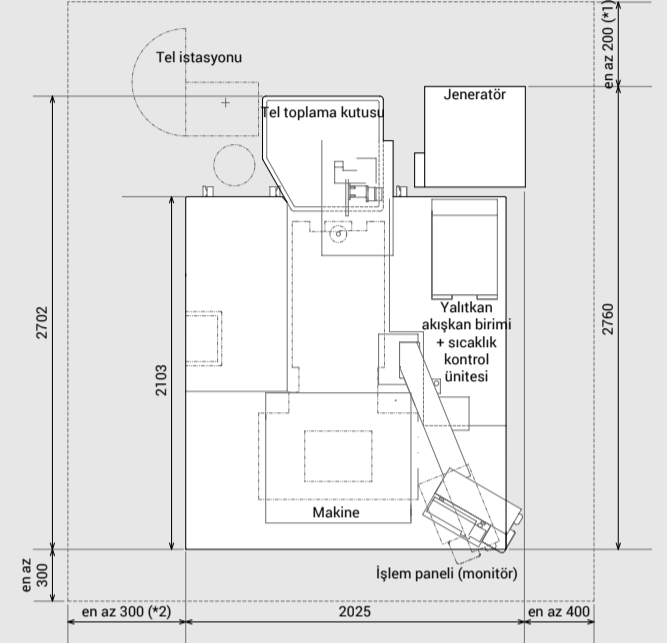 en az 200 (*1)
Tel istasyonu
Jeneratör
Tel toplama kutusu
2702
2103
2760
Yalıtkan
akışkan birimi
+ sıcaklık
kontrol
ünitesi
Makine
İşlem paneli (monitör)
en az
300
en az 300 (*2)
2025
en az 400